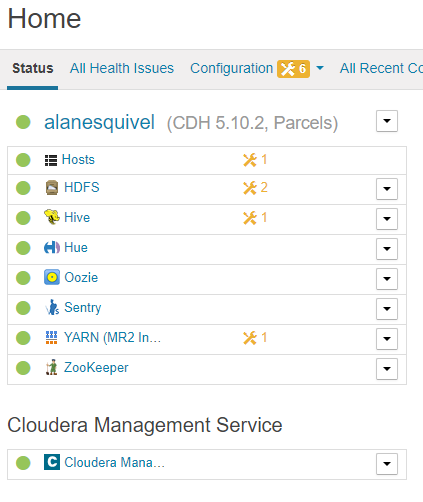 Home
Status All Health Issues Configuration 6 All Recent Co
alanesquivel (CDH 5.10.2, Parcels)
Hosts 1
HDFS 2
Hive 1
Hue
Oozie
Sentry
YARN (MR2 In... 1
ZooKeeper
Cloudera Management Service
C Cloudera Mana...